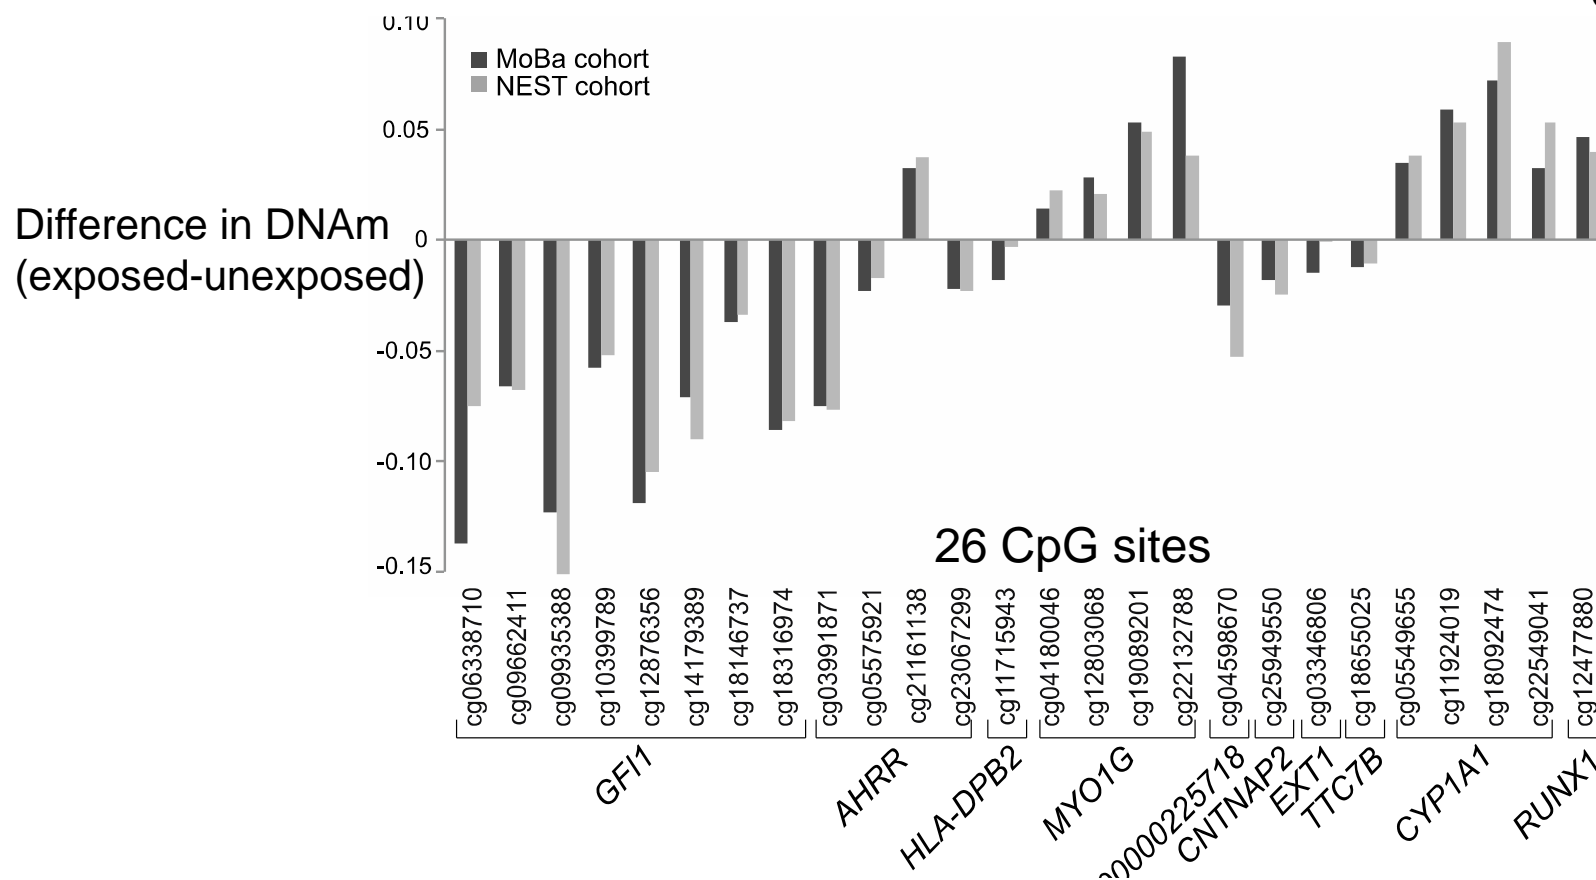 0.10
MoBa cohort
NEST cohort
0.05
Difference in DNAm
(exposed-unexposed)
0
-0.05
-0.10
26 CpG sites
-0.15
cg06338710
cg09662411
cg09935388
cg10399789
cg12876356
cg14179389
cg18146737
cg18316974
cg03991871
cg05575921
cg21161138
cg23067299
cg11715943
cg04180046
cg12803068
cg19089201
cg22132788
cg04598670
cg25949550
cg03346806
cg18655025
cg05549655
cg11924019
cg18092474
cg22549041
cg12477880
GFI1
AHRR
HLA-DPB2
MYO1G
00000225718
CNTNAP2
EXT1
TTC7B
CYP1A1
RUNX1